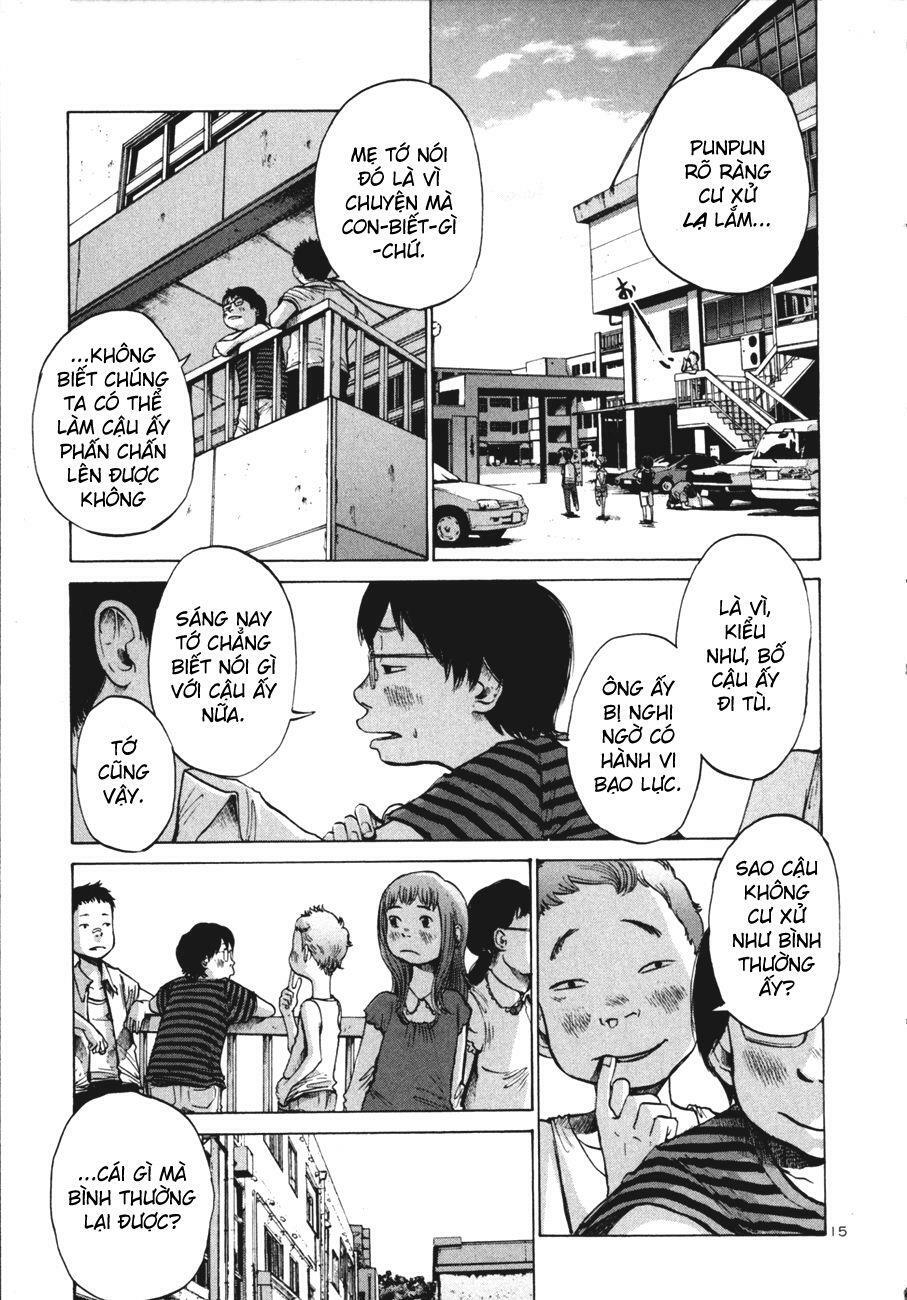 PUNPUN
RÕ RÀNG
CƯ XỬ
LẠ LẮM...
お
い
MẸ TỚ NÓI
ĐÓ LÀ VÌ
CHUYỆN MÀ
CON-BIẾT-GÌ
-CHỨ.
...KHÔNG
BIẾT CHÚNG
TA CÓ THỂ
LÀM CẬU ẤY
PHẤN CHẤN
LÊN ĐƯỢC
KHÔNG
LÀ VÌ,
KIỂU
NHƯ, BỐ
CẬU ẤY
ĐI TÙ.
ÔNG ẤY
BỊ NGHI
NGỜ CÓ
HÀNH VI
BẠO LỰC.
SÁNG NAY
TỚ CHẲNG
BIẾT NÓI GÌ
VỚI CẬU ẤY
NỮA.
TỚ
CŨNG
VẬY.
SAO CẬU
KHÔNG
CƯ XỬ
NHƯ BÌNH
THƯỜNG
ẤY?
...CÁI GÌ MÀ
BÌNH THƯỜNG
LẠI ĐƯỢC?
15